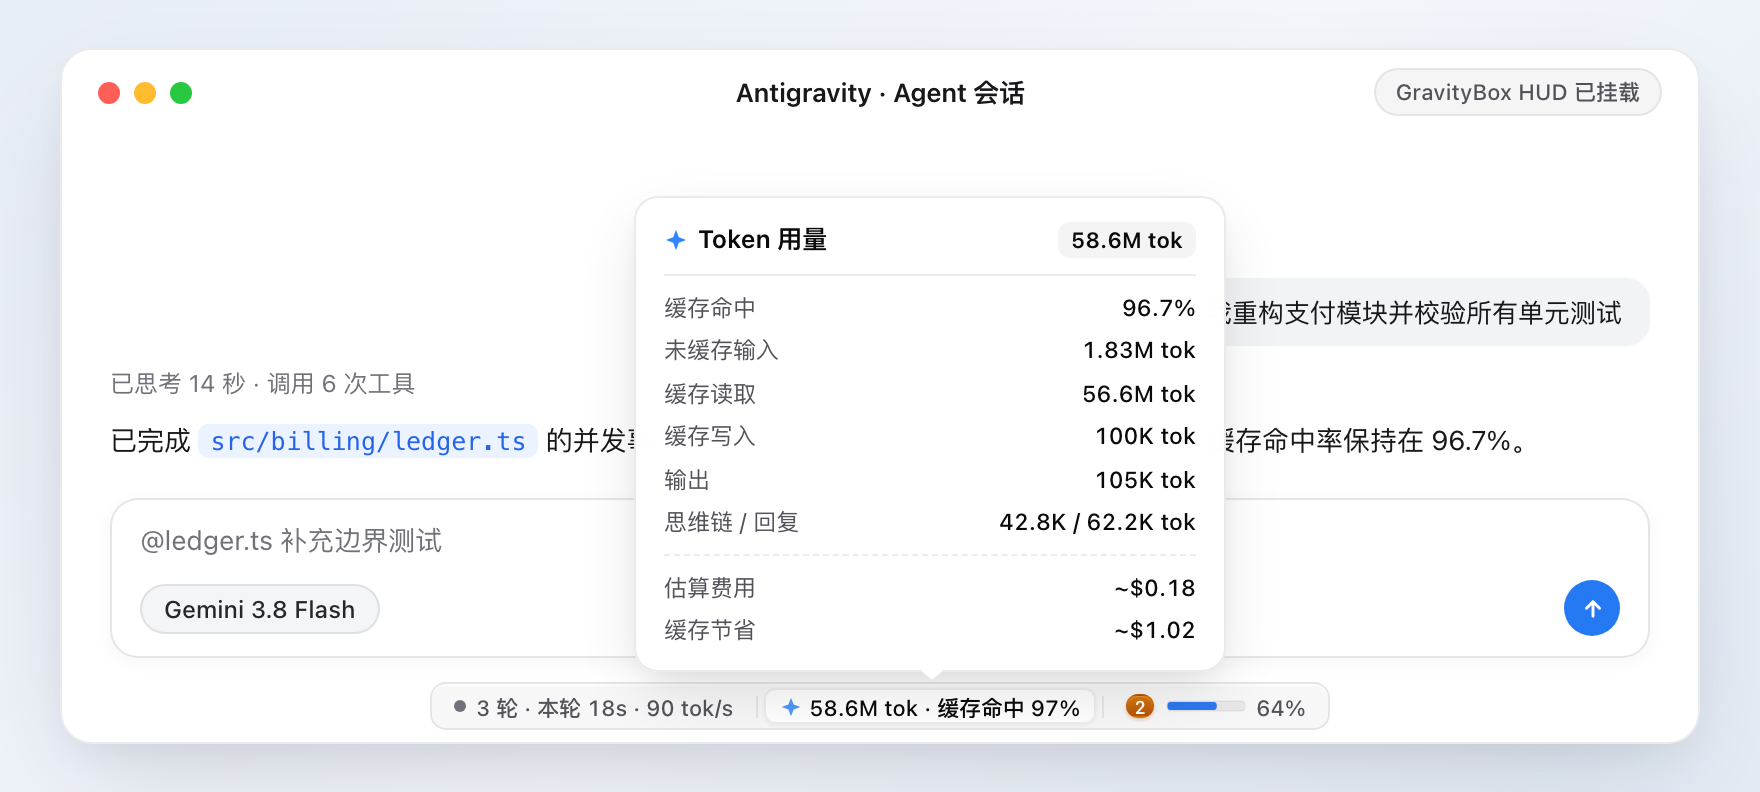 Antigravity · Agent 会话
GravityBox HUD 已挂载
重构支付模块并校验所有单元测试
已思考 14 秒 · 调用 6 次工具
已完成 src/billing/ledger.ts 的并发
存命中率保持在 96.7%。
Token 用量
58.6M tok
缓存命中 96.7%
未缓存输入 1.83M tok
缓存读取 56.6M tok
缓存写入 100K tok
输出 105K tok
思维链 / 回复 42.8K / 62.2K tok
估算费用 ~$0.18
缓存节省 ~$1.02
@ledger.ts 补充边界测试
Gemini 3.8 Flash
3 轮 · 本轮 18s · 90 tok/s
58.6M tok · 缓存命中 97%
2
64%